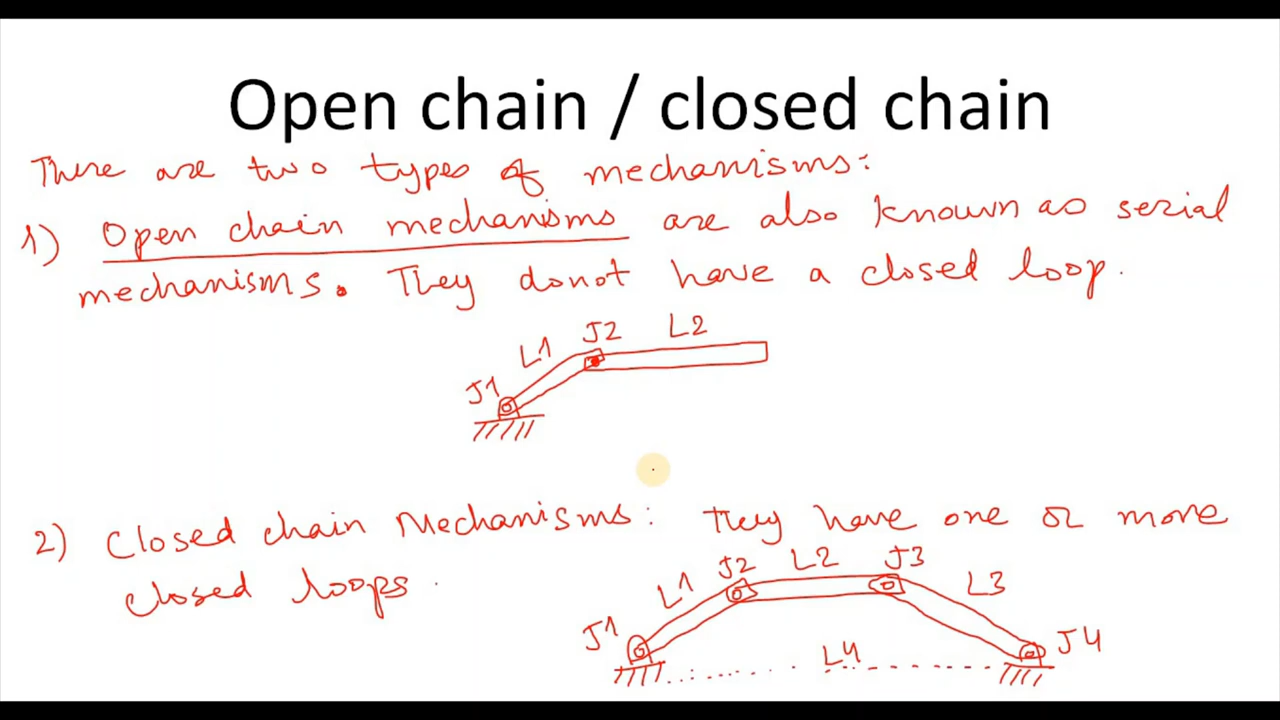 Open chain / closed chain
There are two types of mechanisms:
1) Open chain mechanisms are also known as serial
mechanisms. They donot have a closed loop.
J1 L1 J2 L2
2) Closed chain Mechanisms: They have one or more
closed loops.
J1 L1 J2 L2 J3 L3 J4
L4